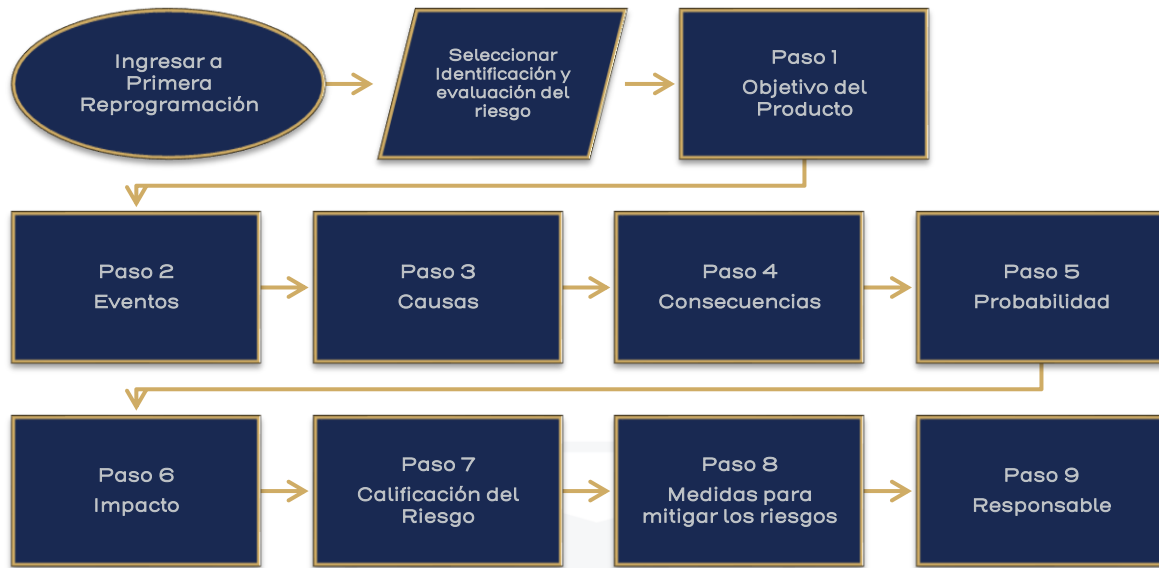 Ingresar a
Primera
Reprogramación
Seleccionar
Identificación y
evaluación del
riesgo
Paso 1
Objetivo del
Producto
Paso 2
Eventos
Paso 3
Causas
Paso 4
Consecuencias
Paso 5
Probabilidad
Paso 6
Impacto
Paso 7
Calificación del
Riesgo
Paso 8
Medidas para
mitigar los riesgos
Paso 9
Responsable